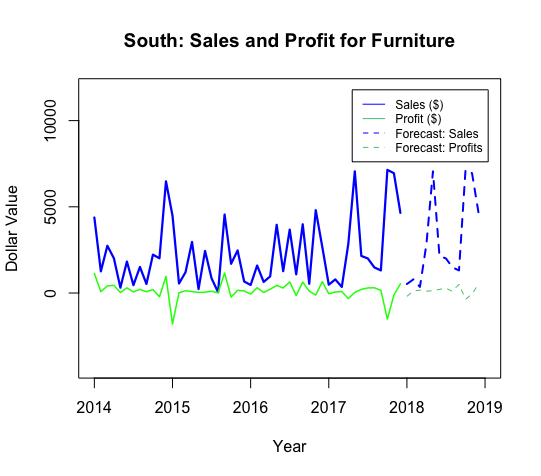 South: Sales and Profit for Furniture
Sales ($)
Profit ($)
Forecast: Sales
Forecast: Profits
Dollar Value
10000
5000
0
2014 2015 2016 2017 2018 2019
Year